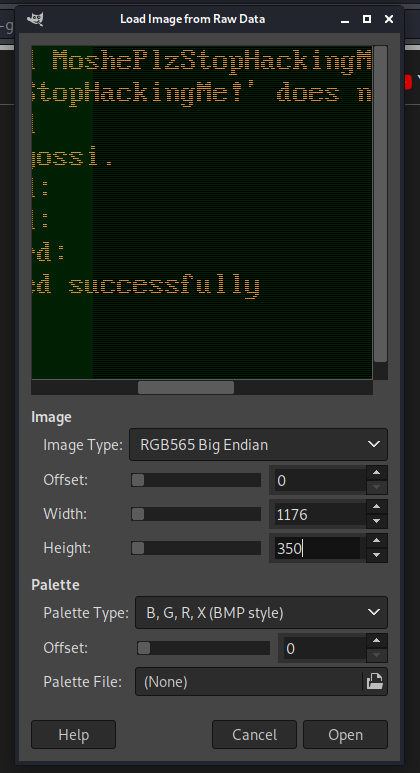 Load Image from Raw Data
l MoshePlzStopHackingM
StopHackingMe!' does n
gossi.
d:
ed successfully
Image
Image Type: RGB565 Big Endian
Offset: 0
Width: 1176
Height: 350
Palette
Palette Type: B, G, R, X (BMP style)
Offset: 0
Palette File: (None)
Help Cancel Open